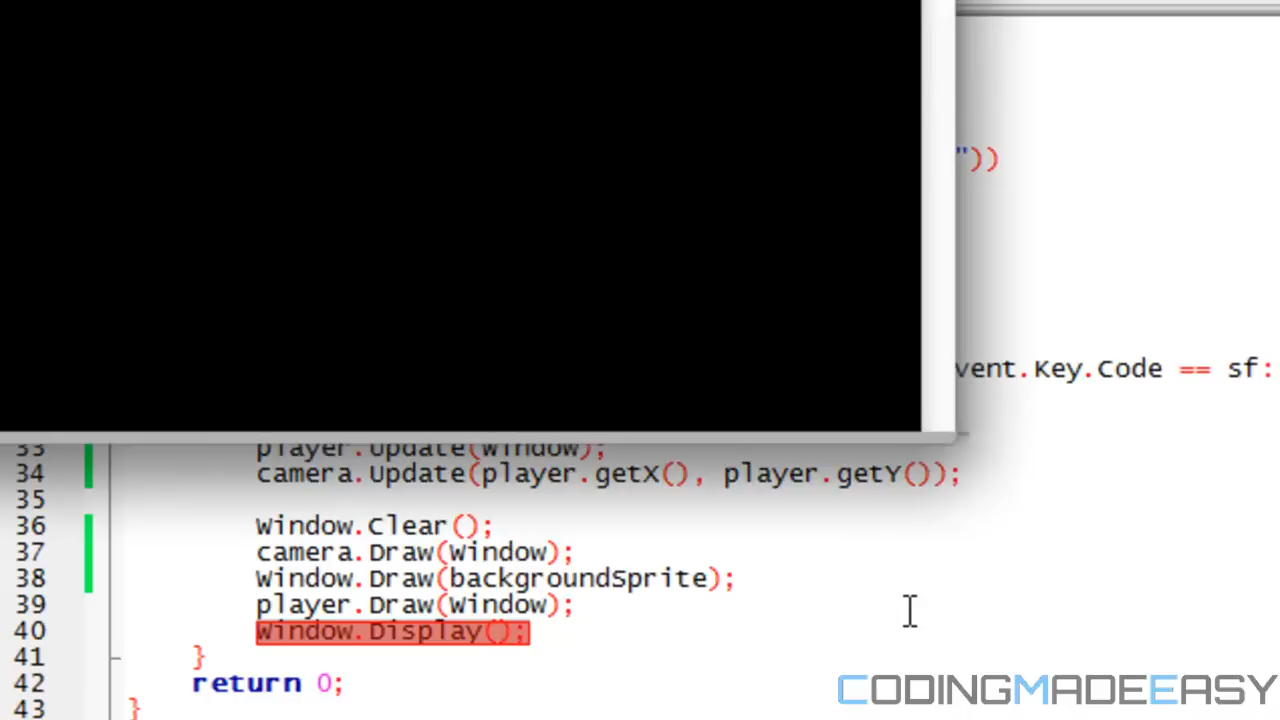 "))
vent.Key.Code == sf:
33 player.Update(Window);
34 camera.Update(player.getX(), player.getY());
35
36 Window.Clear();
37 camera.Draw(Window);
38 Window.Draw(backgroundSprite);
39 player.Draw(Window);
40 Window.Display();
41 }
42 return 0;
43 }
CODINGMADEEASY